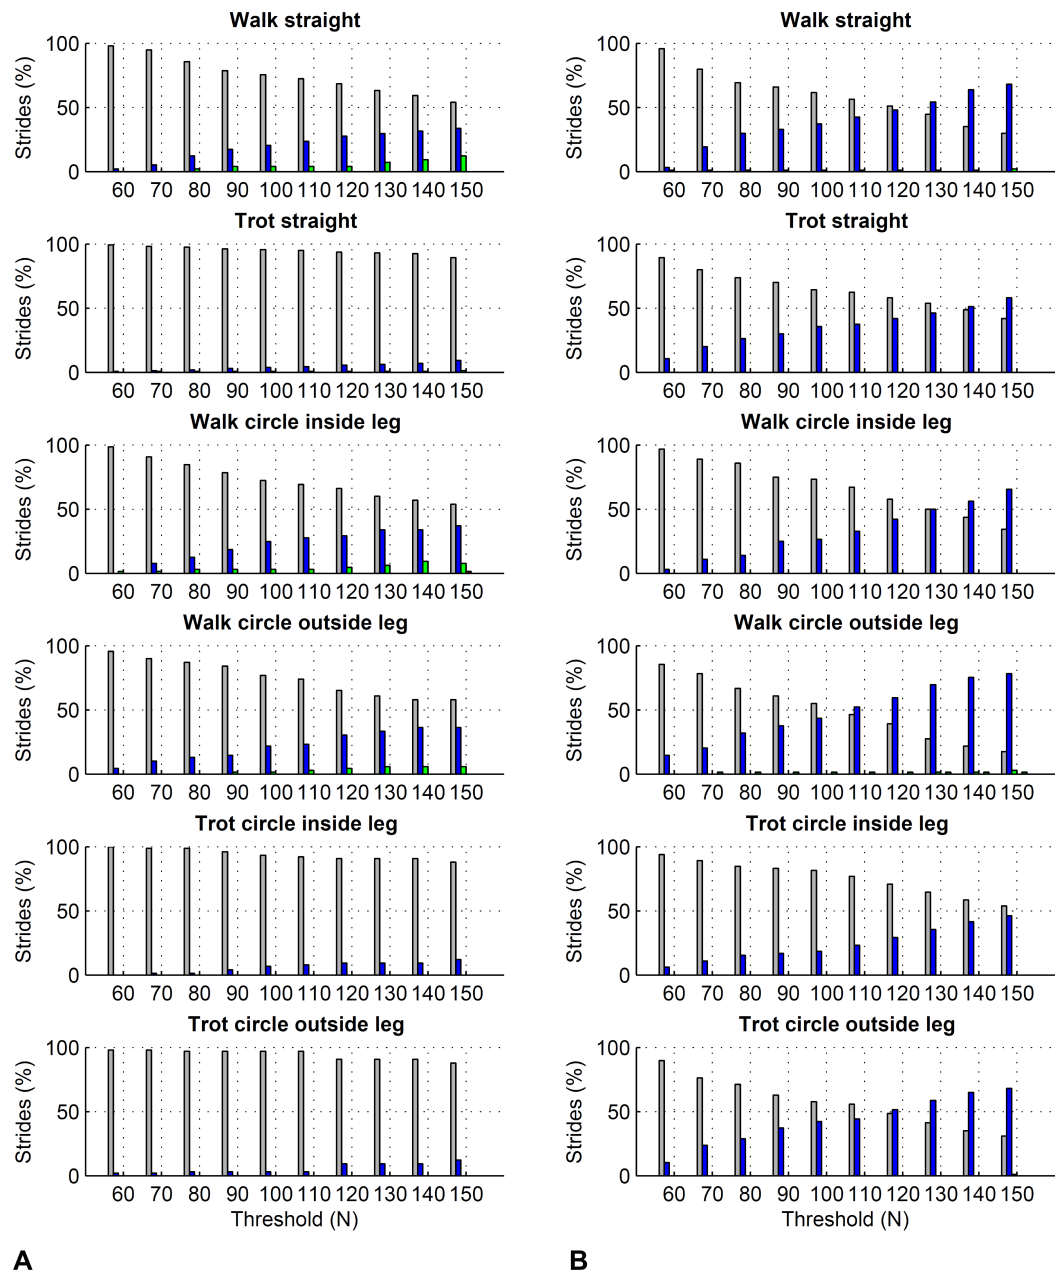 Walk straight
Strides (%)
100
50
0
60 70 80 90 100 110 120 130 140 150
Trot straight
Strides (%)
100
50
0
60 70 80 90 100 110 120 130 140 150
Walk circle inside leg
Strides (%)
100
50
0
60 70 80 90 100 110 120 130 140 150
Walk circle outside leg
Strides (%)
100
50
0
60 70 80 90 100 110 120 130 140 150
Trot circle inside leg
Strides (%)
100
50
0
60 70 80 90 100 110 120 130 140 150
Trot circle outside leg
Strides (%)
100
50
0
60 70 80 90 100 110 120 130 140 150
Threshold (N)
A
Walk straight
Strides (%)
100
50
0
60 70 80 90 100 110 120 130 140 150
Trot straight
Strides (%)
100
50
0
60 70 80 90 100 110 120 130 140 150
Walk circle inside leg
Strides (%)
100
50
0
60 70 80 90 100 110 120 130 140 150
Walk circle outside leg
Strides (%)
100
50
0
60 70 80 90 100 110 120 130 140 150
Trot circle inside leg
Strides (%)
100
50
0
60 70 80 90 100 110 120 130 140 150
Trot circle outside leg
Strides (%)
100
50
0
60 70 80 90 100 110 120 130 140 150
Threshold (N)
B